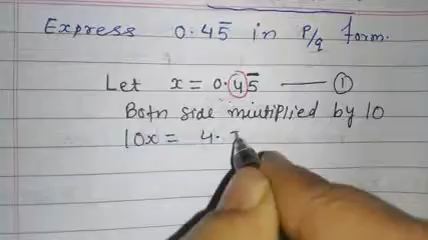 Express 0.45̅ in P/q form.
Let x = 0.45̅ —— ①
Both side multiplied by 10
10x = 4.